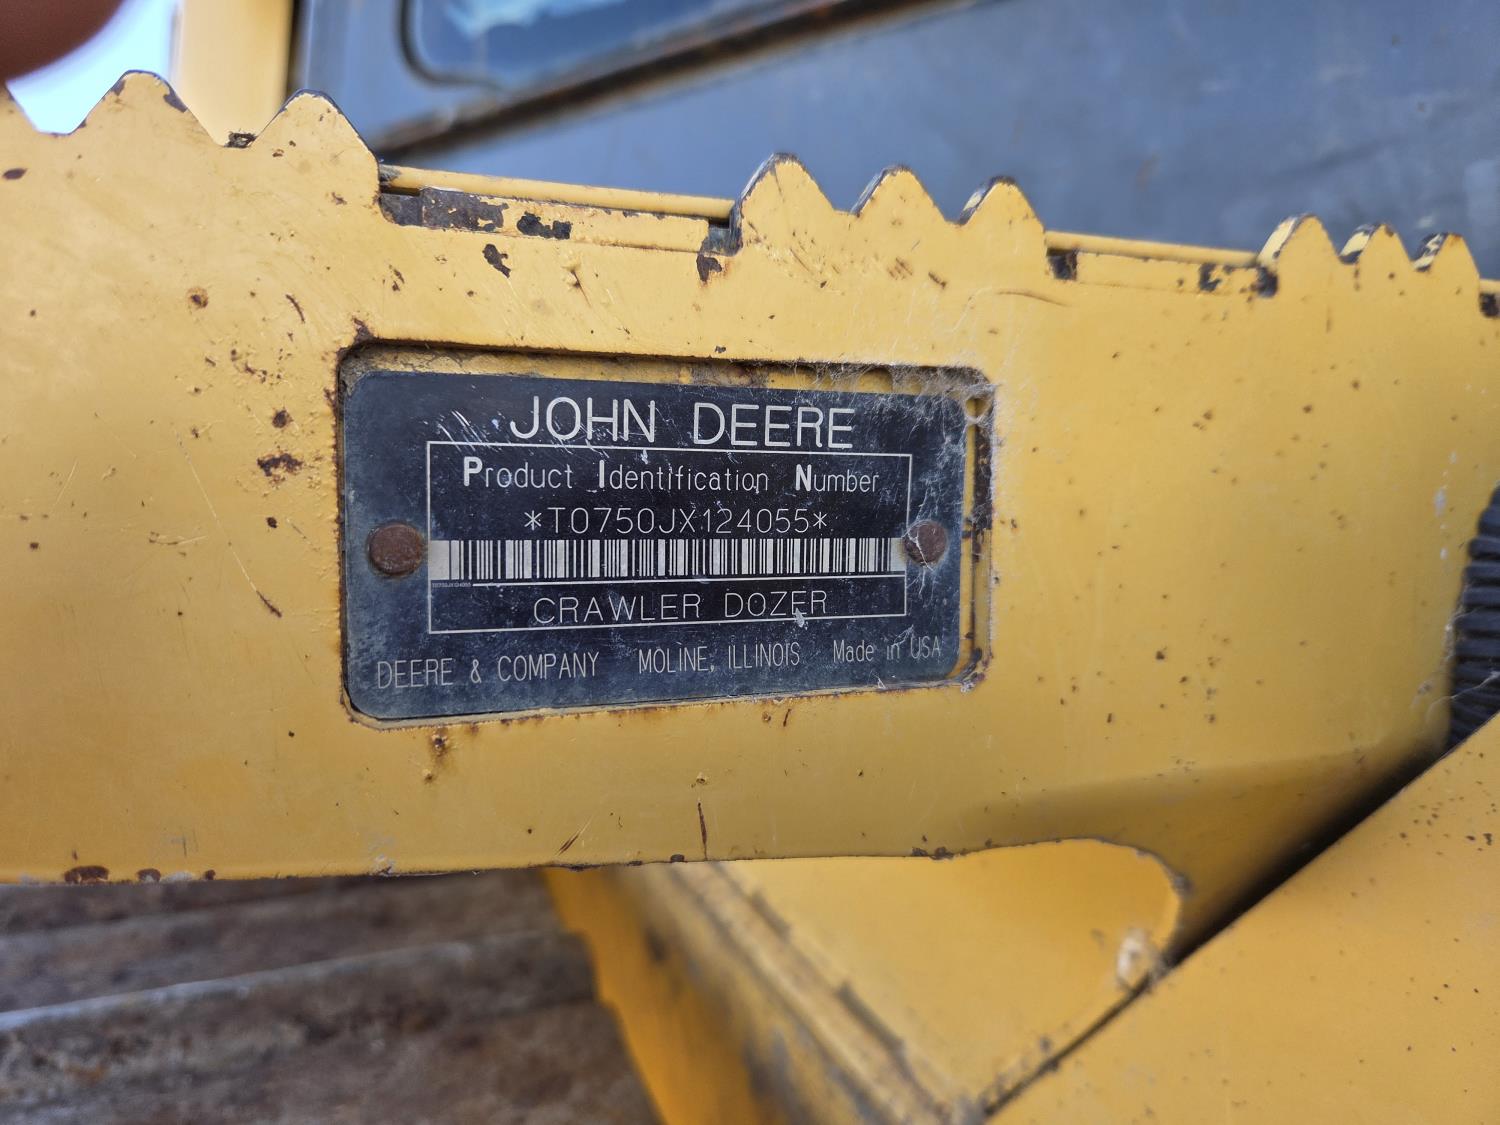 JOHN DEERE
Product Identification Number
*T0750JX124055*
CRAWLER DOZER
DEERE & COMPANY MOLINE, ILLINOIS Made in USA